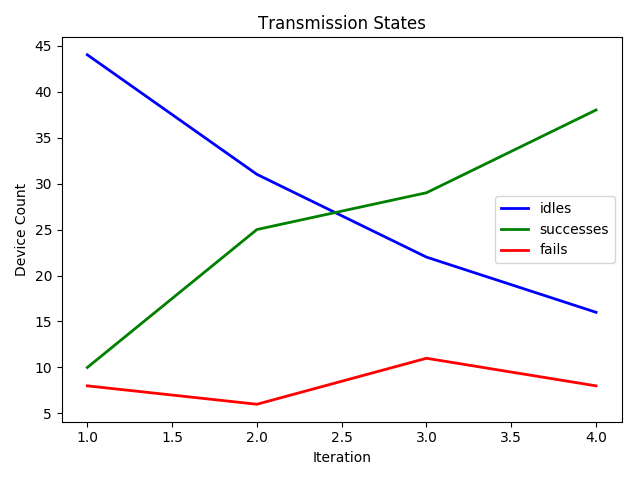 Transmission States
45
40
35
30
25
20
15
10
5
Device Count
idles
successes
fails
1.0 1.5 2.0 2.5 3.0 3.5 4.0
Iteration